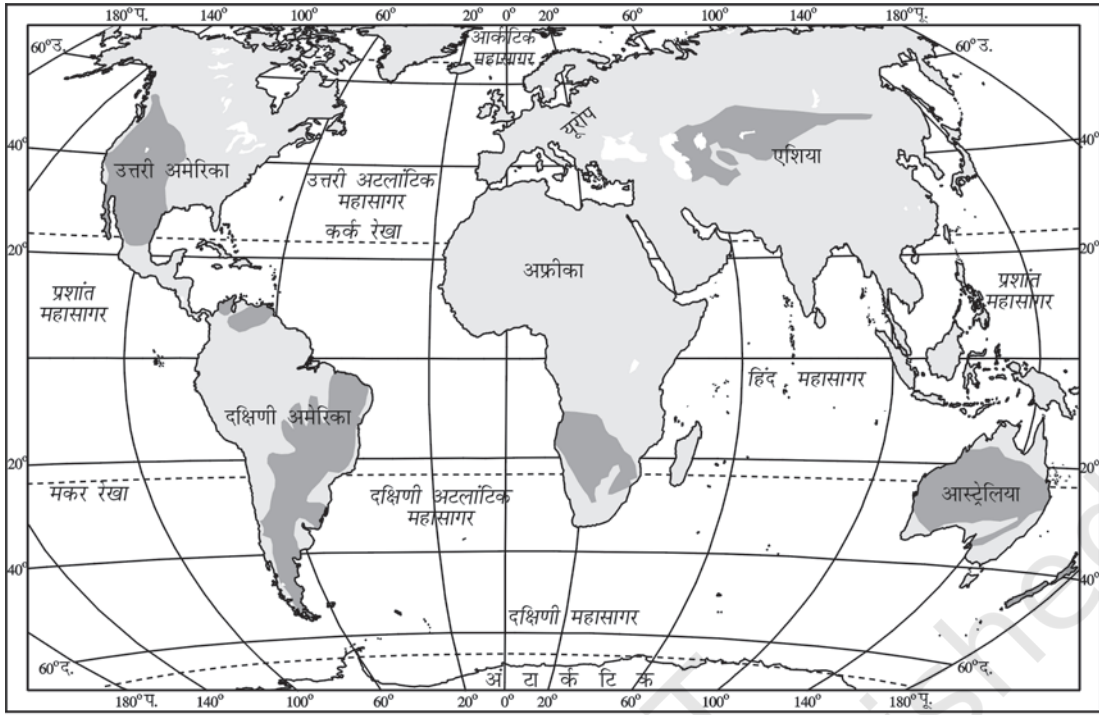 180° प. 140° 100° 60° 20° 0° 20° 60° 100° 140° 180° पू.
60° उ. 60° उ.
आर्कटिक
महासागर
यूरोप
40° 40°
उत्तरी अमेरिका
एशिया
उत्तरी अटलांटिक
महासागर
कर्क रेखा
20° 20°
अफ्रीका
प्रशांत
महासागर
प्रशांत
महासागर
हिंद महासागर
दक्षिणी अमेरिका
20° 20°
मकर रेखा
दक्षिणी अटलांटिक
महासागर
आस्ट्रेलिया
40° 40°
दक्षिणी महासागर
60° द. 60° द.
अंटार्कटिक
180° प. 140° 100° 60° 20° 0° 20° 60° 100° 140° 180° पू.